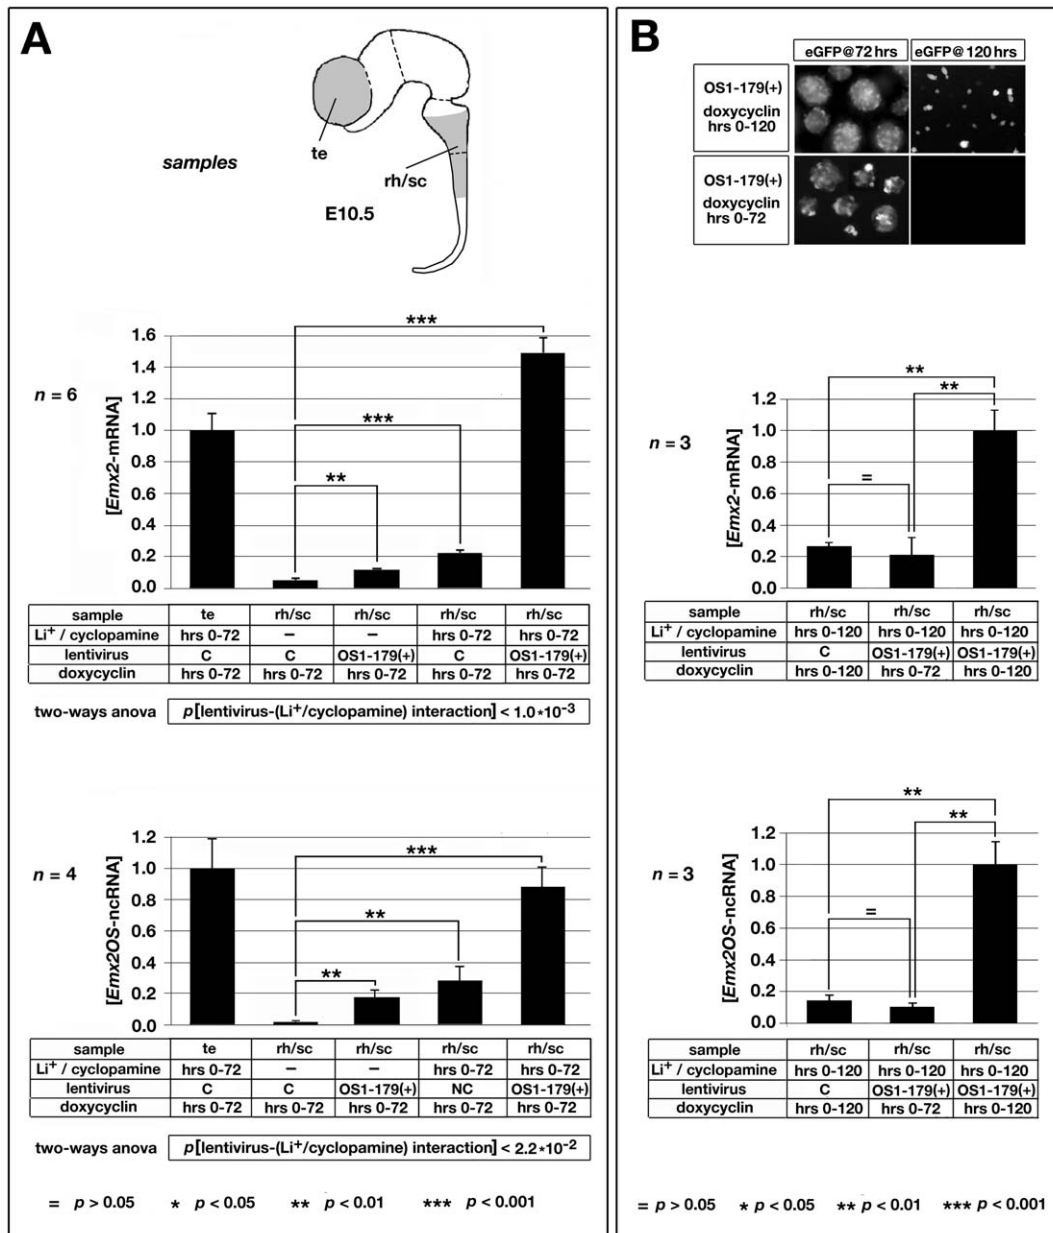 A
samples
te
rh/sc
E10.5
n = 6
[Emx2-mRNA]
1.6
1.4
1.2
1.0
0.8
0.6
0.4
0.2
0.0
***
***
**
sample te rh/sc rh/sc rh/sc rh/sc
Li+ / cyclopamine hrs 0-72 – – hrs 0-72 hrs 0-72
lentivirus C C OS1-179(+) C OS1-179(+)
doxycyclin hrs 0-72 hrs 0-72 hrs 0-72 hrs 0-72 hrs 0-72
two-ways anova p[lentivirus-(Li+/cyclopamine) interaction] < 1.0*10-3
n = 4
[Emx2OS-ncRNA]
1.2
1.0
0.8
0.6
0.4
0.2
0.0
***
**
**
sample te rh/sc rh/sc rh/sc rh/sc
Li+ / cyclopamine hrs 0-72 – – hrs 0-72 hrs 0-72
lentivirus C C OS1-179(+) NC OS1-179(+)
doxycyclin hrs 0-72 hrs 0-72 hrs 0-72 hrs 0-72 hrs 0-72
two-ways anova p[lentivirus-(Li+/cyclopamine) interaction] < 2.2*10-2
= p > 0.05 * p < 0.05 ** p < 0.01 *** p < 0.001
B
eGFP@72 hrs eGFP@120 hrs
OS1-179(+)
doxycyclin
hrs 0-120
OS1-179(+)
doxycyclin
hrs 0-72
n = 3
[Emx2-mRNA]
1.2
1.0
0.8
0.6
0.4
0.2
0.0
**
**
=
sample rh/sc rh/sc rh/sc
Li+ / cyclopamine hrs 0-120 hrs 0-120 hrs 0-120
lentivirus C OS1-179(+) OS1-179(+)
doxycyclin hrs 0-120 hrs 0-72 hrs 0-120
n = 3
[Emx2OS-ncRNA]
1.2
1.0
0.8
0.6
0.4
0.2
0.0
**
**
=
sample rh/sc rh/sc rh/sc
Li+ / cyclopamine hrs 0-120 hrs 0-120 hrs 0-120
lentivirus C OS1-179(+) OS1-179(+)
doxycyclin hrs 0-120 hrs 0-72 hrs 0-120
= p > 0.05 * p < 0.05 ** p < 0.01 *** p < 0.001